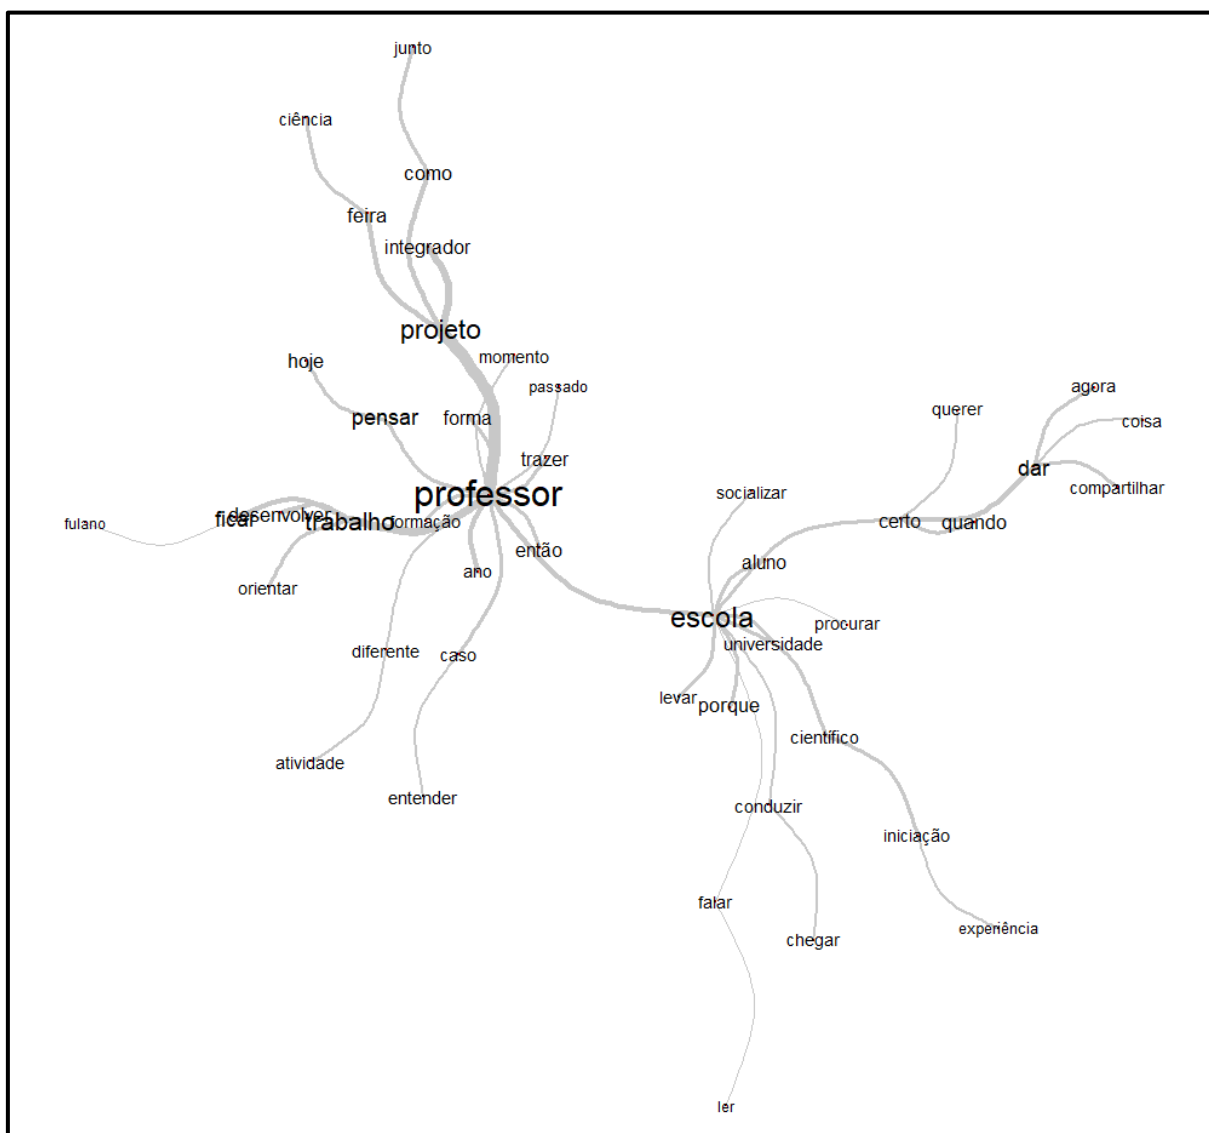 junto
ciência
como
feira
integrador
projeto
momento
hoje
passado
agora
querer
coisa
pensar
forma
trazer
dar
compartilhar
professor
socializar
fulano
ficar
desenvolver
trabalho
formação
certo
quando
então
aluno
ano
orientar
escola
procurar
universidade
diferente
caso
levar
porque
científico
atividade
entender
conduzir
iniciação
falar
experiência
chegar
ler